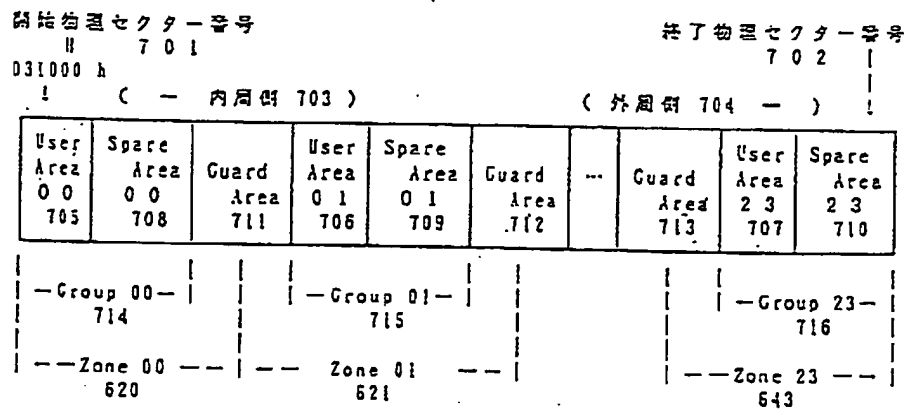 開始物理セクター番号
701
終了物理セクター番号
702
031000 h
( — 内周側 703 )
( 外周側 704 — )
User Area 00 705
Spare Area 00 708
Guard Area 711
User Area 01 706
Spare Area 01 709
Guard Area 712
...
Guard Area 713
User Area 23 707
Spare Area 23 710
—Group 00—
714
—Group 01—
715
—Group 23—
716
——Zone 00——
620
——Zone 01
621
——Zone 23——
643